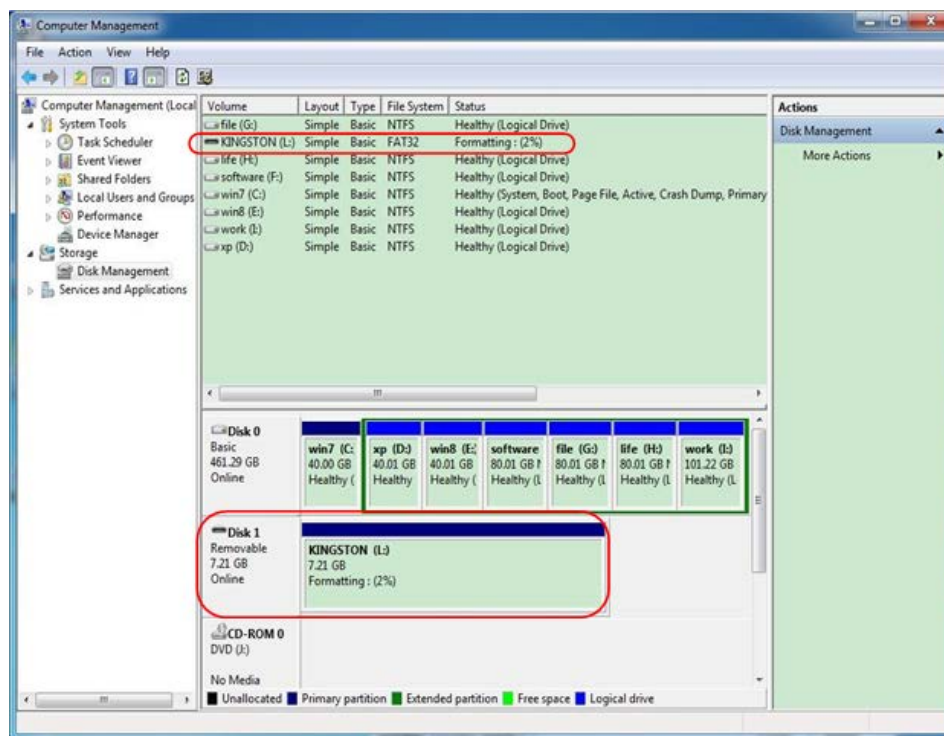 Computer Management
File Action View Help
Computer Management (Local
System Tools
Task Scheduler
Event Viewer
Shared Folders
Local Users and Groups
Performance
Device Manager
Storage
Disk Management
Services and Applications
Volume Layout Type File System Status
file (G:) Simple Basic NTFS Healthy (Logical Drive)
KINGSTON (L:) Simple Basic FAT32 Formatting : (2%)
life (H:) Simple Basic NTFS Healthy (Logical Drive)
software (F:) Simple Basic NTFS Healthy (Logical Drive)
win7 (C:) Simple Basic NTFS Healthy (System, Boot, Page File, Active, Crash Dump, Primary
win8 (E:) Simple Basic NTFS Healthy (Logical Drive)
work (I:) Simple Basic NTFS Healthy (Logical Drive)
xp (D:) Simple Basic NTFS Healthy (Logical Drive)
Actions
Disk Management
More Actions
Disk 0
Basic
461.29 GB
Online
win7 (C: xp (D:) win8 (E: software file (G:) life (H:) work (I:)
40.00 GB 40.01 GB 40.01 GB 80.01 GB N 80.01 GB N 80.01 GB N 101.22 GB
Healthy ( Healthy Healthy ( Healthy (L Healthy (L Healthy (L Healthy (L
Disk 1
Removable
7.21 GB
Online
KINGSTON (L:)
7.21 GB
Formatting : (2%)
CD-ROM 0
DVD (J:)
No Media
Unallocated Primary partition Extended partition Free space Logical drive